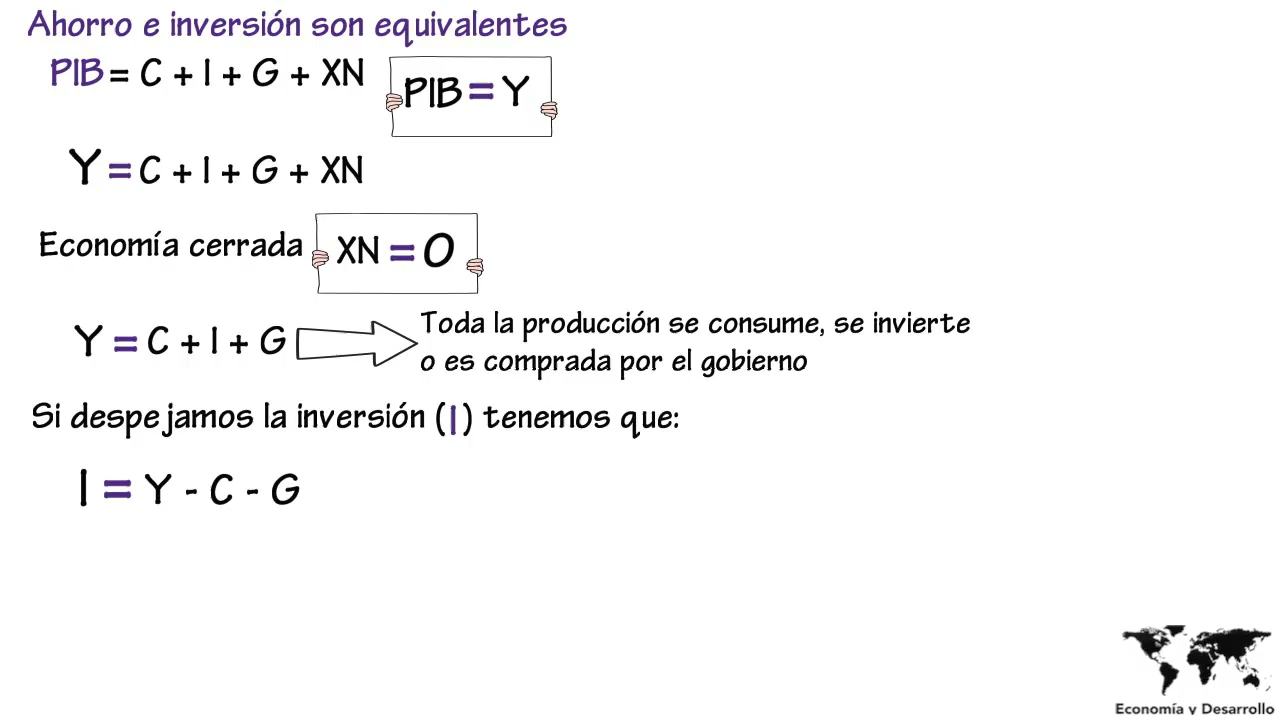 Ahorro e inversión son equivalentes
PIB = C + I + G + XN
PIB = Y
Y = C + I + G + XN
Economía cerrada
XN = 0
Y = C + I + G
Toda la producción se consume, se invierte
o es comprada por el gobierno
Si despejamos la inversión (I) tenemos que:
I = Y - C - G
Economía y Desarrollo